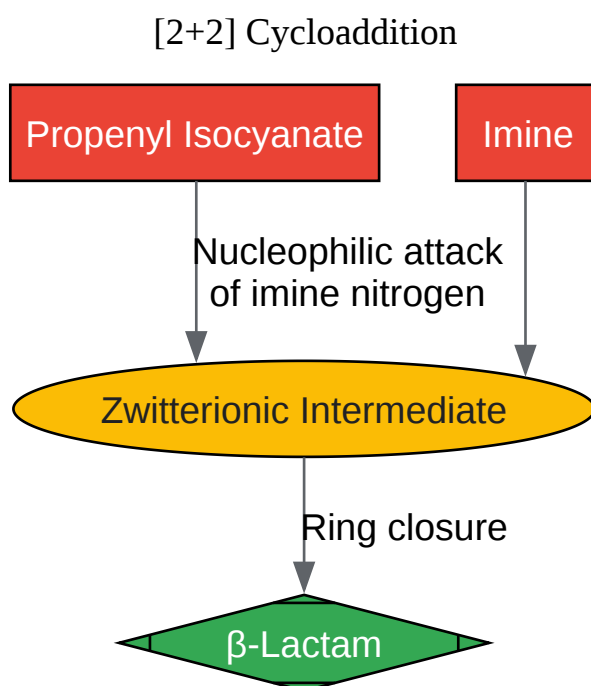 [2+2] Cycloaddition
Propenyl Isocyanate
Imine
Nucleophilic attack
of imine nitrogen
Zwitterionic Intermediate
Ring closure
β-Lactam